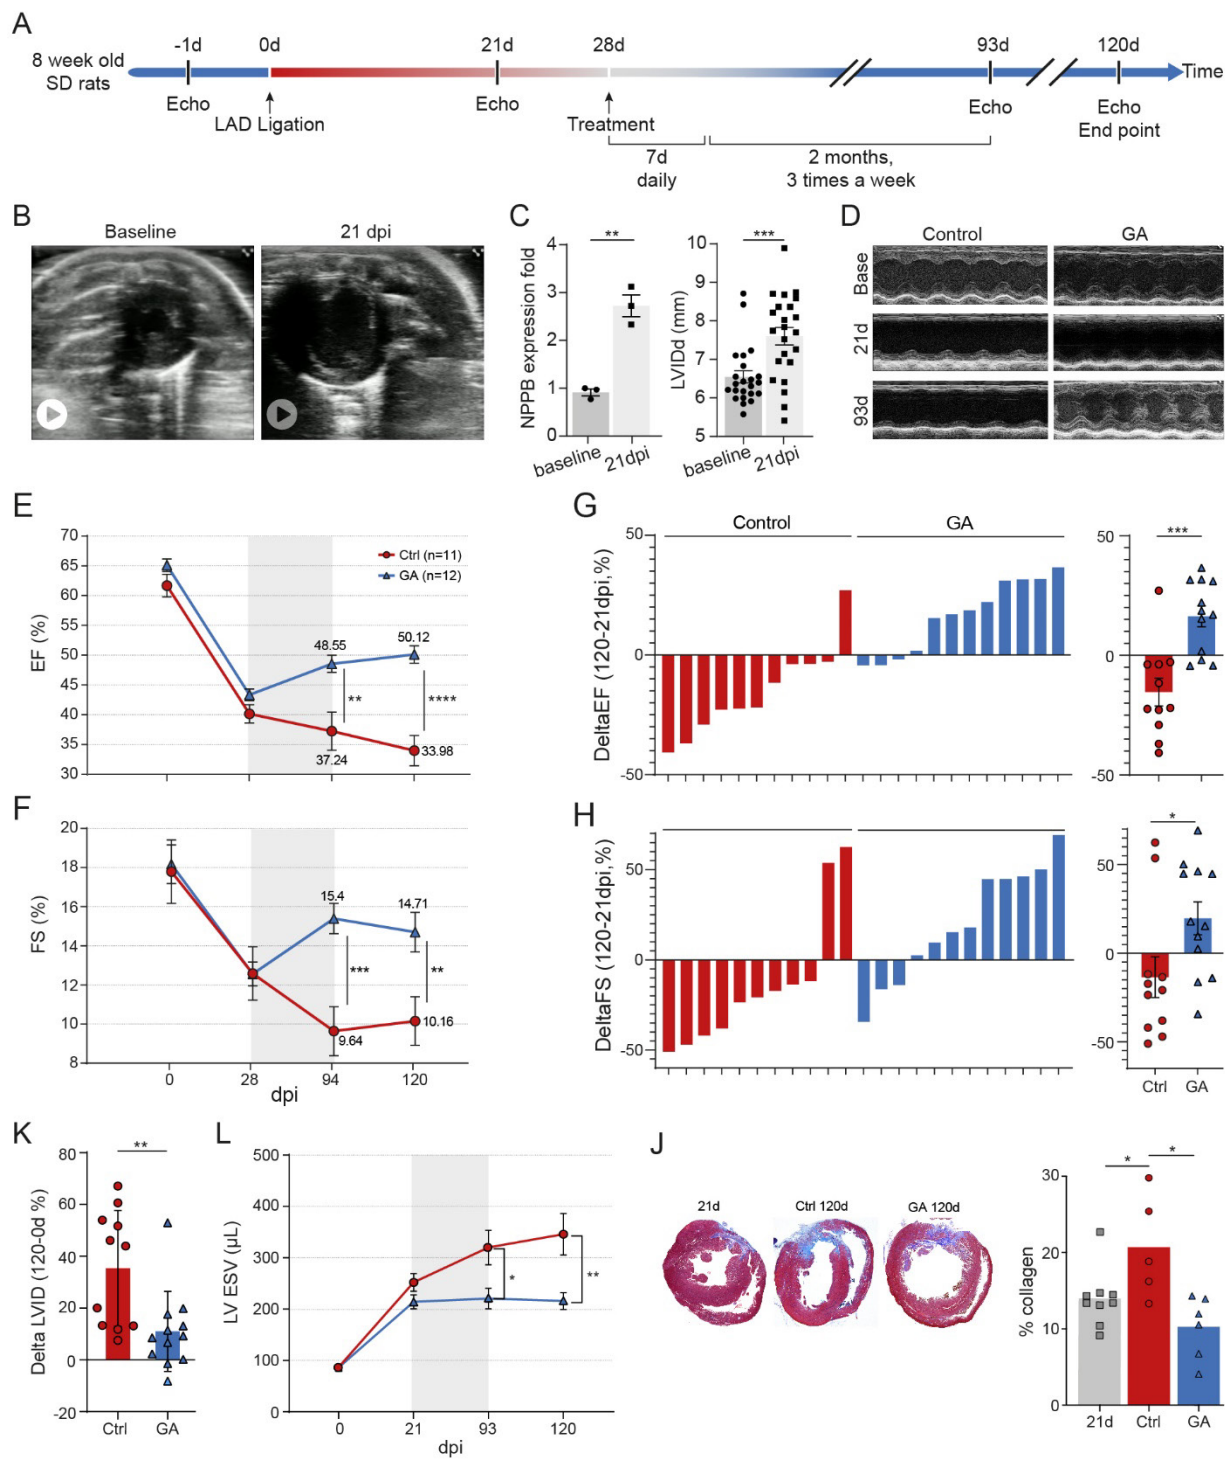 A
8 week old
SD rats
-1d
0d
21d
28d
93d
120d
Time
Echo
LAD Ligation
Echo
Treatment
Echo
Echo
End point
7d
daily
2 months,
3 times a week
B
Baseline
21 dpi
C
NPPB expression fold
4
3
2
1
0
**
baseline
21dpi
LVIDd (mm)
10
9
8
7
6
5
***
baseline
21dpi
D
Control
GA
Base
21d
93d
E
EF (%)
70
65
60
55
50
45
40
35
30
Ctrl (n=11)
GA (n=12)
48.55
50.12
**
****
37.24
33.98
F
FS (%)
20
18
16
14
12
10
8
15.4
14.71
***
**
9.64
10.16
0
28
94
120
dpi
G
Control
GA
DeltaEF (120-21dpi,%)
50
0
-50
***
50
0
-50
H
DeltaFS (120-21dpi,%)
50
0
-50
*
50
0
-50
Ctrl
GA
K
Delta LVID (120-0d %)
80
60
40
20
0
-20
**
Ctrl
GA
L
LV ESV (µL)
500
400
300
200
100
0
*
**
0
21
93
120
dpi
J
21d
Ctrl 120d
GA 120d
% collagen
30
20
10
0
*
*
21d
Ctrl
GA